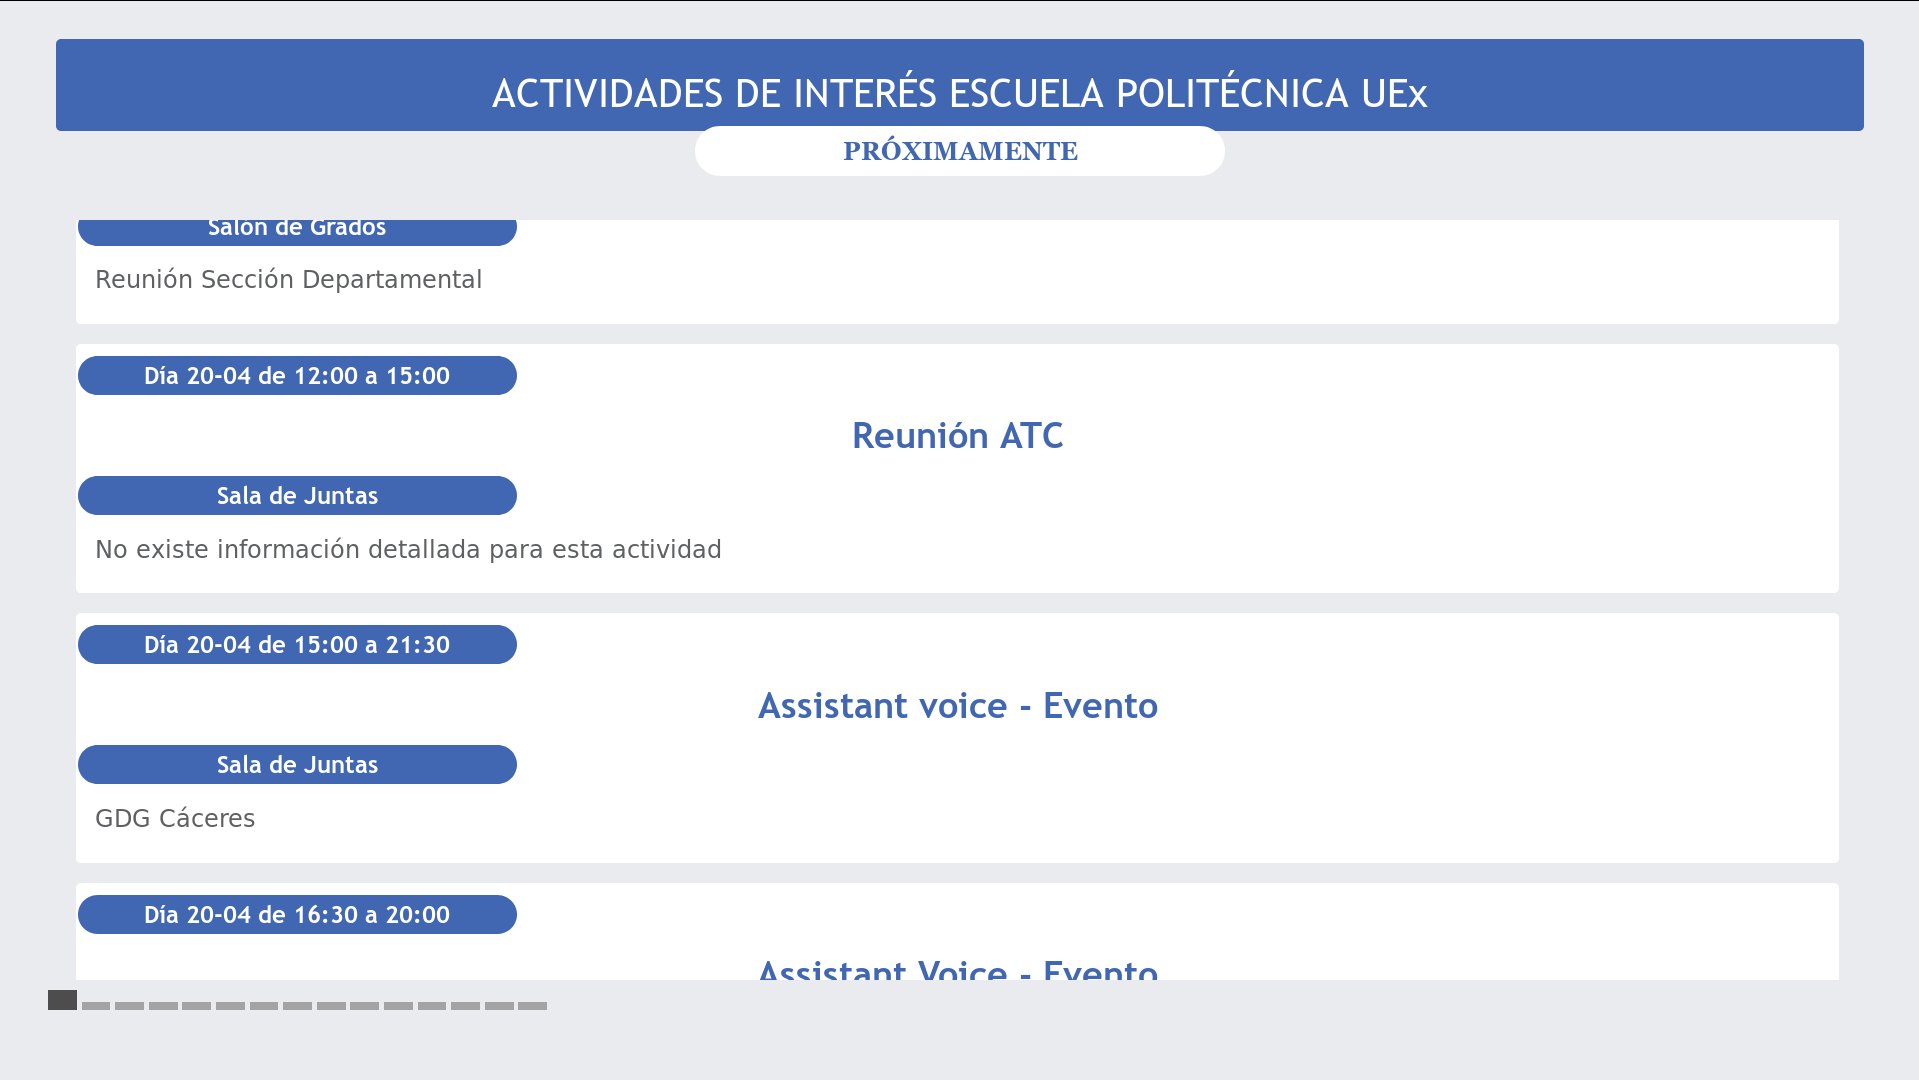 ACTIVIDADES DE INTERÉS ESCUELA POLITÉCNICA UEx
PRÓXIMAMENTE
Salón de Grados
Reunión Sección Departamental
Día 20-04 de 12:00 a 15:00
Reunión ATC
Sala de Juntas
No existe información detallada para esta actividad
Día 20-04 de 15:00 a 21:30
Assistant voice - Evento
Sala de Juntas
GDG Cáceres
Día 20-04 de 16:30 a 20:00
Assistant Voice - Evento